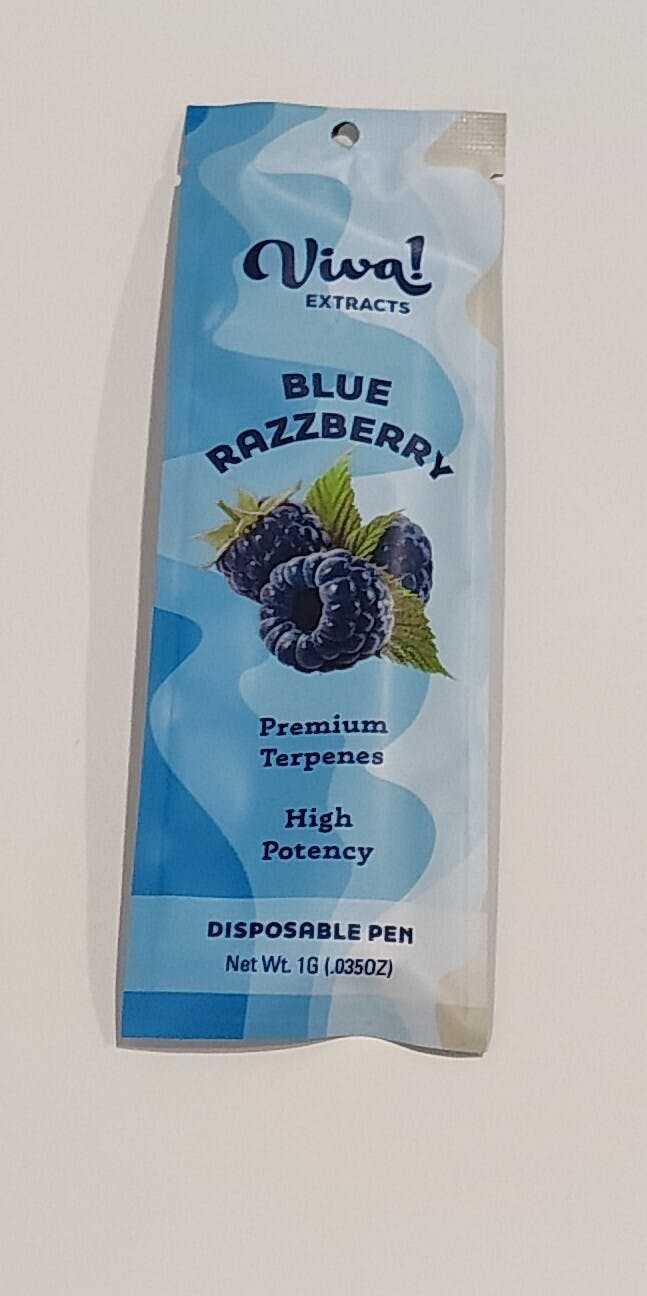 Viva!
EXTRACTS
BLUE
RAZZBERRY
Premium
Terpenes
High
Potency
DISPOSABLE PEN
Net Wt. 1G (.035OZ)